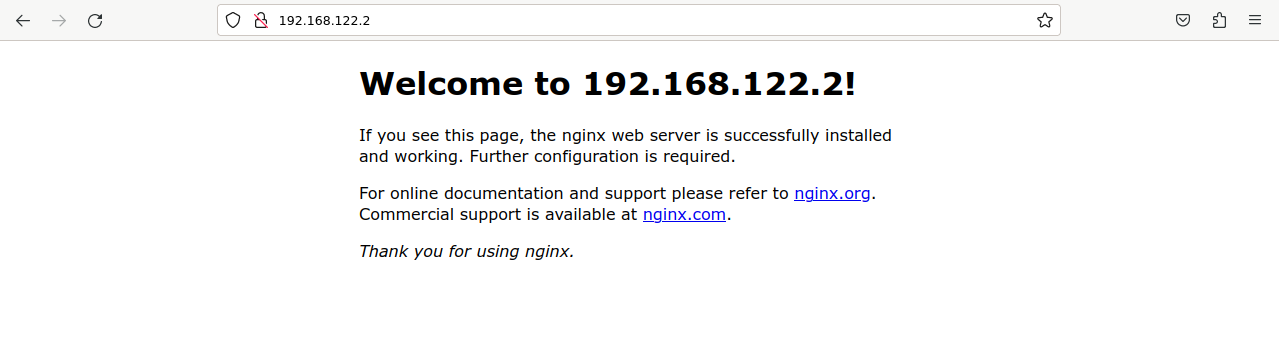 192.168.122.2
Welcome to 192.168.122.2!
If you see this page, the nginx web server is successfully installed
and working. Further configuration is required.
For online documentation and support please refer to nginx.org.
Commercial support is available at nginx.com.
Thank you for using nginx.